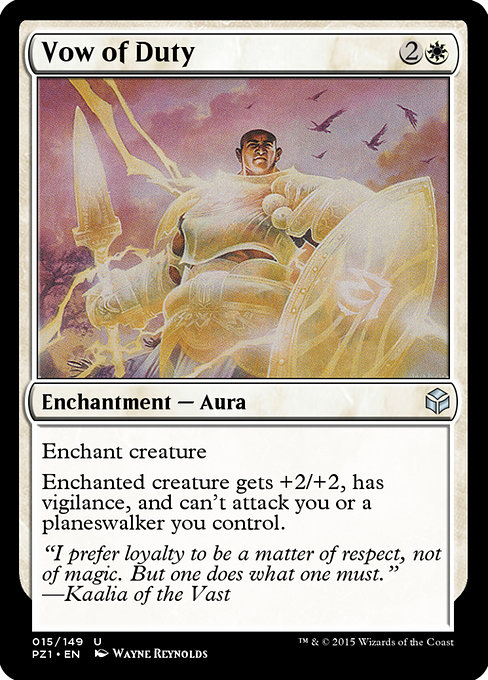 Vow of Duty 2
Enchantment — Aura
Enchant creature
Enchanted creature gets +2/+2, has
vigilance, and can't attack you or a
planeswalker you control.
“I prefer loyalty to be a matter of respect, not
of magic. But one does what one must.”
—Kaalia of the Vast
015/149 U
PZ1 • EN Wayne Reynolds
™ & © 2015 Wizards of the Coast